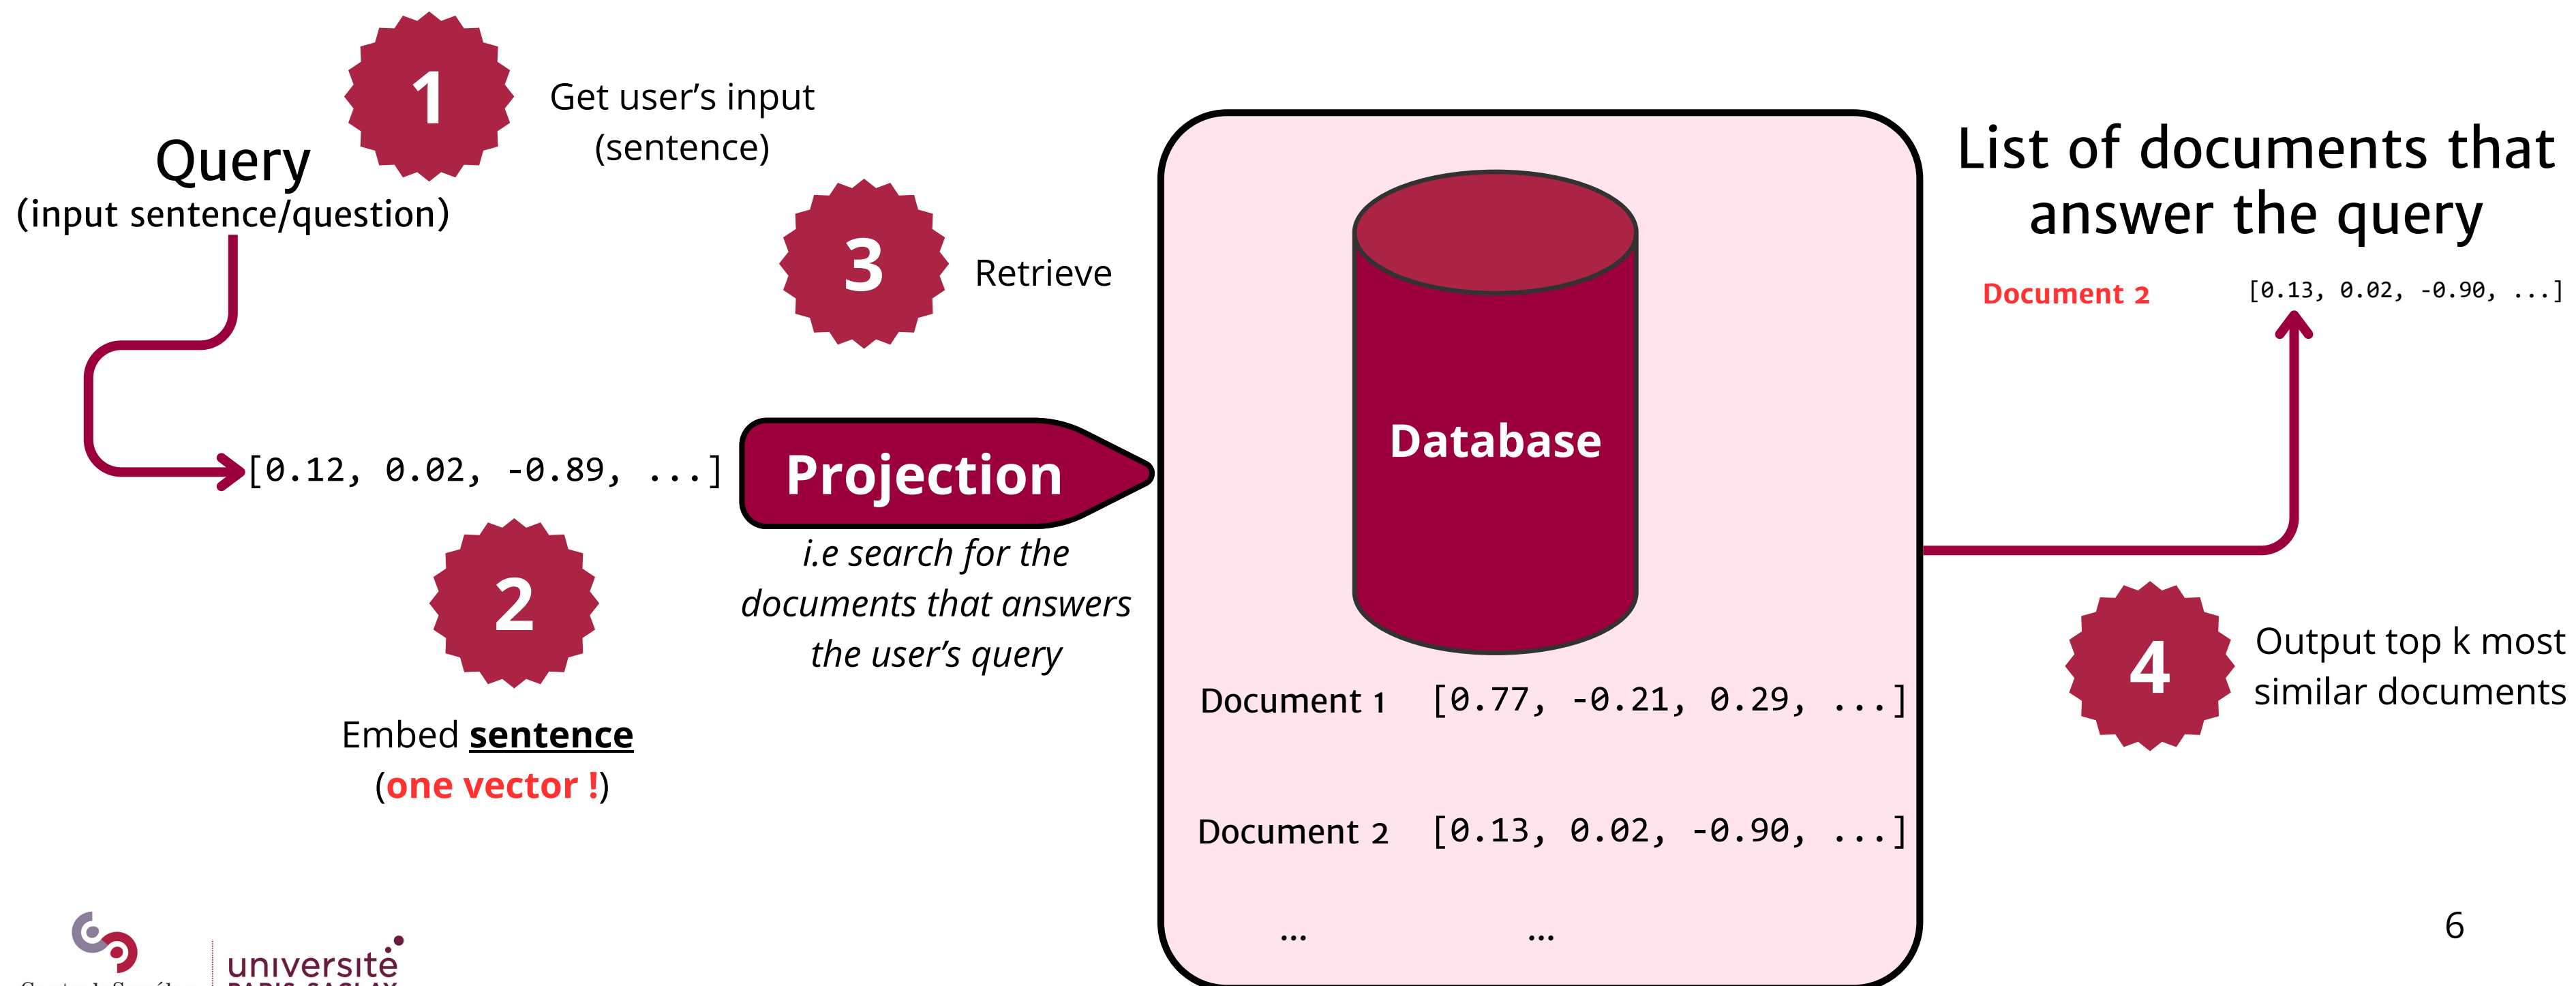 1
Get user's input
(sentence)
Query
(input sentence/question)
3
Retrieve
[0.12, 0.02, -0.89, ...]
2
Embed sentence
(one vector !)
Projection
i.e search for the
documents that answers
the user's query
Database
Document 1 [0.77, -0.21, 0.29, ...]
Document 2 [0.13, 0.02, -0.90, ...]
... ...
List of documents that
answer the query
Document 2 [0.13, 0.02, -0.90, ...]
4
Output top k most
similar documents
université
PARIS-SACLAY
6